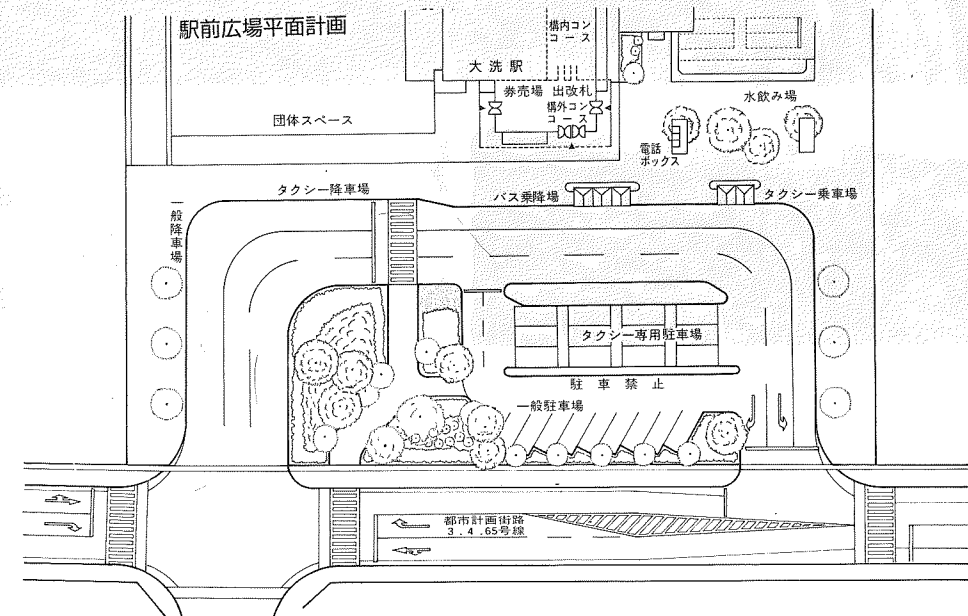 駅前広場平面計画
構内コン
コース
大洗駅
券売場
出改札
構外コン
コース
水飲み場
団体スペース
電話
ボックス
タクシー降車場
バス乗降場
タクシー乗車場
一般降車場
タクシー専用駐車場
駐車禁止
一般駐車場
都市計画街路
3.4.65号線